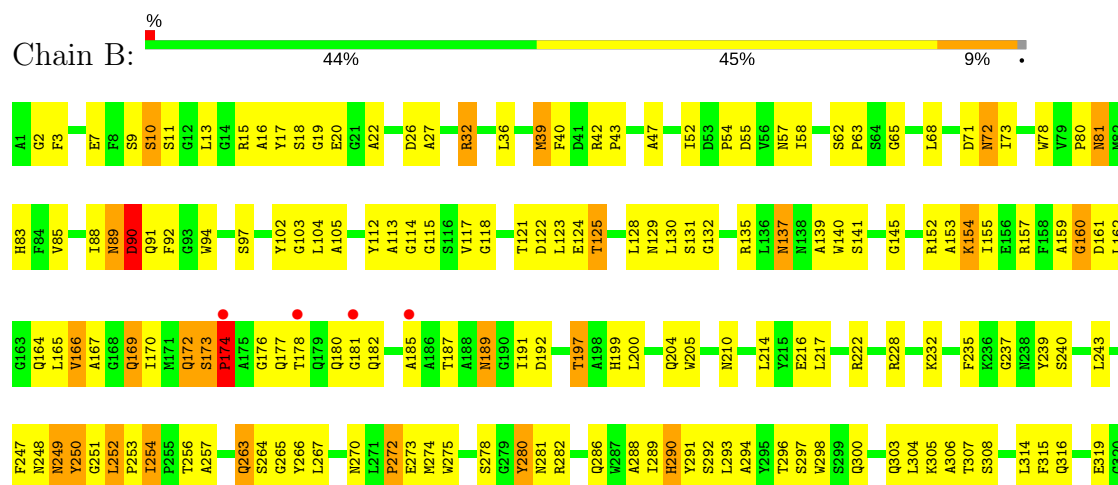 %
Chain B:
44% 45% 9% •
A1 G2 F3 E7 F8 S9 S10 S11 G12 L13 G14 R15 A16 Y17 S18 G19 E20 G21 A22 D26 A27 R32 L36 M39 F40 D41 R42 P43 A47 I52 D53 P54 D55 V56 N57 I58 S62 P63 S64 G65 L68 D71 N72 I73 W78 V79 P80 N81 M82
H83 F84 V85 I88 N89 D90 Q91 F92 G93 W94 S97 Y102 G103 L104 A105 Y112 A113 G114 G115 S116 V117 G118 T121 D122 L123 E124 T125 L128 N129 L130 S131 G132 R135 L136 N137 N138 A139 W140 S141 G145 R152 A153 K154 I155 E156 R157 F158 A159 G160 D161 L162
G163 Q164 L165 V166 A167 G168 Q169 I170 M171 Q172 S173 P174 A175 G176 Q177 T178 Q179 Q180 G181 Q182 A185 A186 T187 A188 N189 G190 I191 D192 T197 A198 H199 L200 Q204 W205 N210 L214 Y215 E216 L217 R222 R228 K232 F235 K236 G237 N238 Y239 S240 L243
F247 N248 N249 Y250 G251 L252 P253 I254 P255 T256 A257 Q263 S264 G265 Y266 L267 N270 L271 P272 E273 M274 W275 S278 G279 Y280 N281 R282 Q286 W287 A288 I289 H290 Y291 S292 L293 A294 Y295 T296 S297 W298 S299 Q300 Q303 L304 K305 A306 T307 S308 L314 F315 Q316 E319 G320